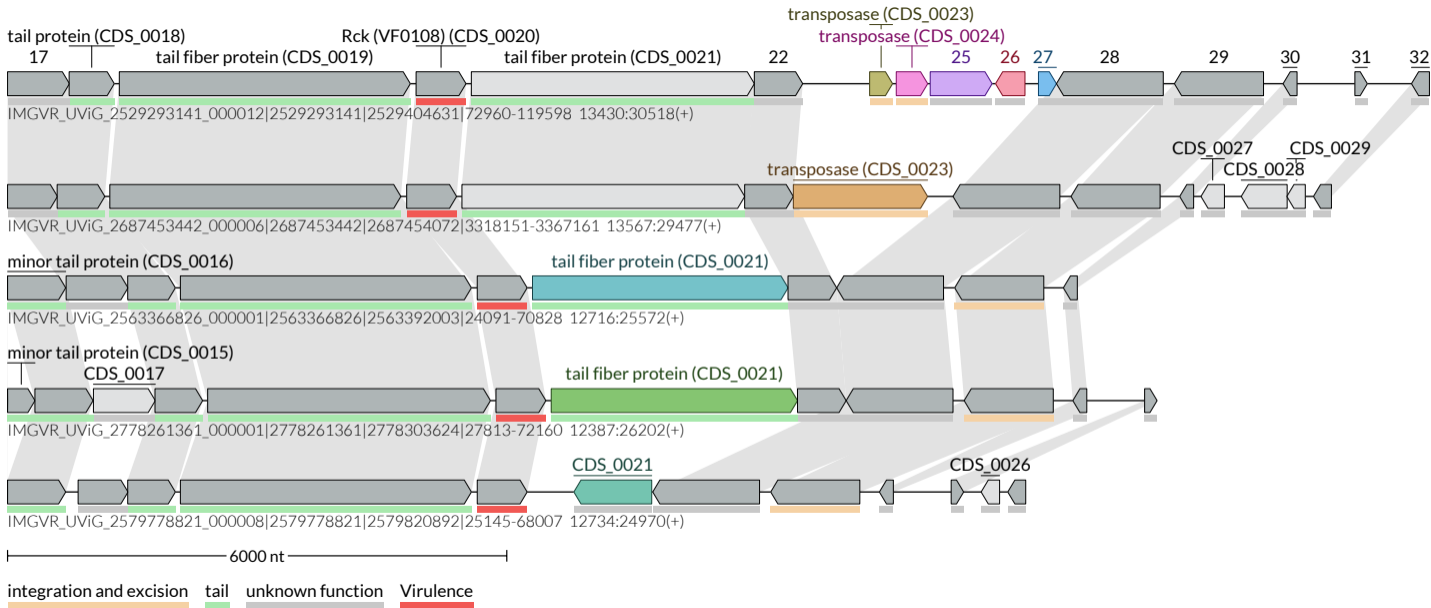 transposase (CDS_0023)
tail protein (CDS_0018) Rck (VF0108) (CDS_0020) transposase (CDS_0024)
17 tail fiber protein (CDS_0019) tail fiber protein (CDS_0021) 22 25 26 27 28 29 30 31 32
IMGVR_UViG_2529293141_000012|2529293141|2529404631|72960-119598 13430:30518(+)
CDS_0027 CDS_0029
transposase (CDS_0023) CDS_0028
IMGVR_UViG_2687453442_000006|2687453442|2687454072|3318151-3367161 13567:29477(+)
minor tail protein (CDS_0016) tail fiber protein (CDS_0021)
IMGVR_UViG_2563366826_000001|2563366826|2563392003|24091-70828 12716:25572(+)
minor tail protein (CDS_0015)
CDS_0017 tail fiber protein (CDS_0021)
IMGVR_UViG_2778261361_000001|2778261361|2778303624|27813-72160 12387:26202(+)
CDS_0021 CDS_0026
IMGVR_UViG_2579778821_000008|2579778821|2579820892|25145-68007 12734:24970(+)
6000 nt
integration and excision tail unknown function Virulence